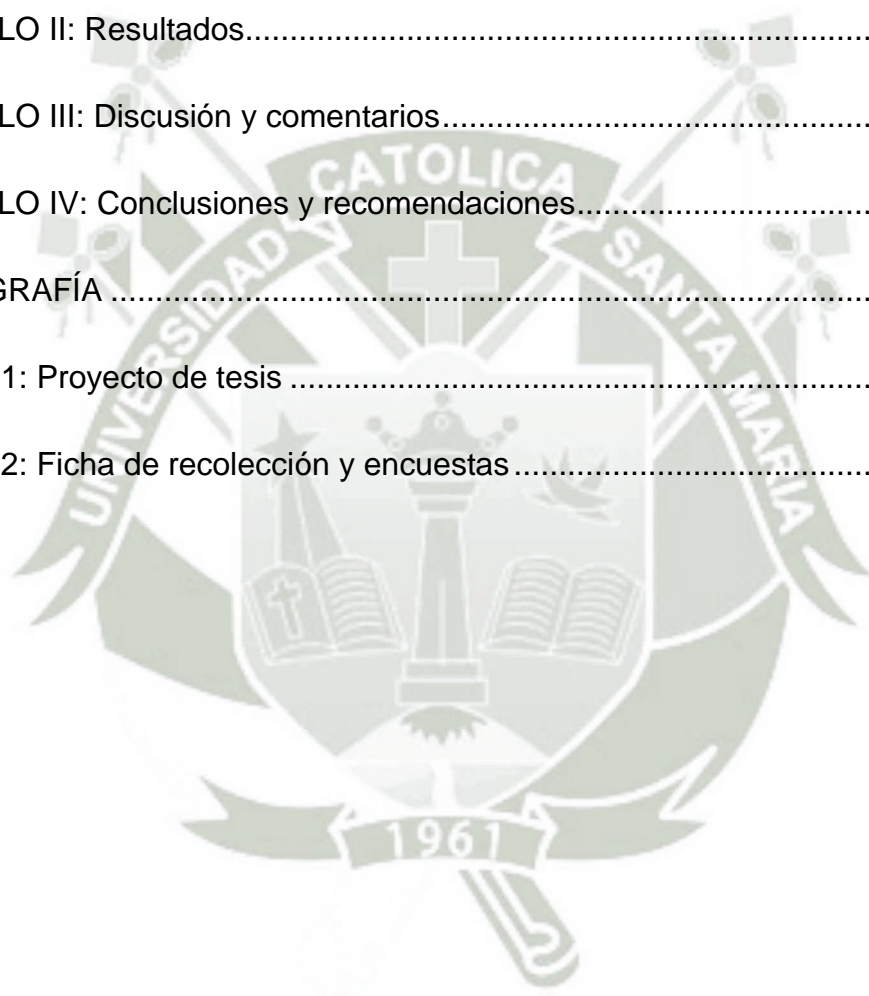 LO II: Resultados..........................................................................
LO III: Discusión y comentarios..................................................
LO IV: Conclusiones y recomendaciones..................................
GRAFÍA ......................................................................................
1: Proyecto de tesis ...................................................................
2: Ficha de recolección y encuestas.........................................
UNIVERSIDAD CATOLICA SANTA MARIA
1961